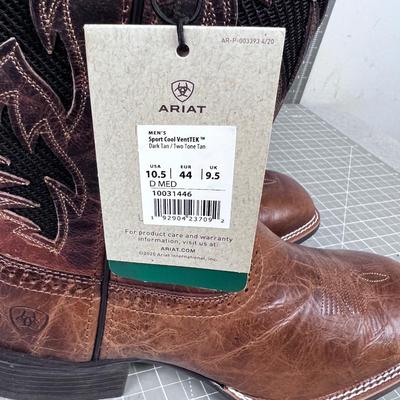 AR-P-003393 4/20
ARIAT
MEN'S
Sport Cool VentTEK™
Dark Tan / Two Tone Tan
USA EUR UK
10.5 44 9.5
D MED
10031446
1 92904 23709 2
For product care and warranty
information, visit us at:
ARIAT.COM
©2020 Ariat International, Inc.